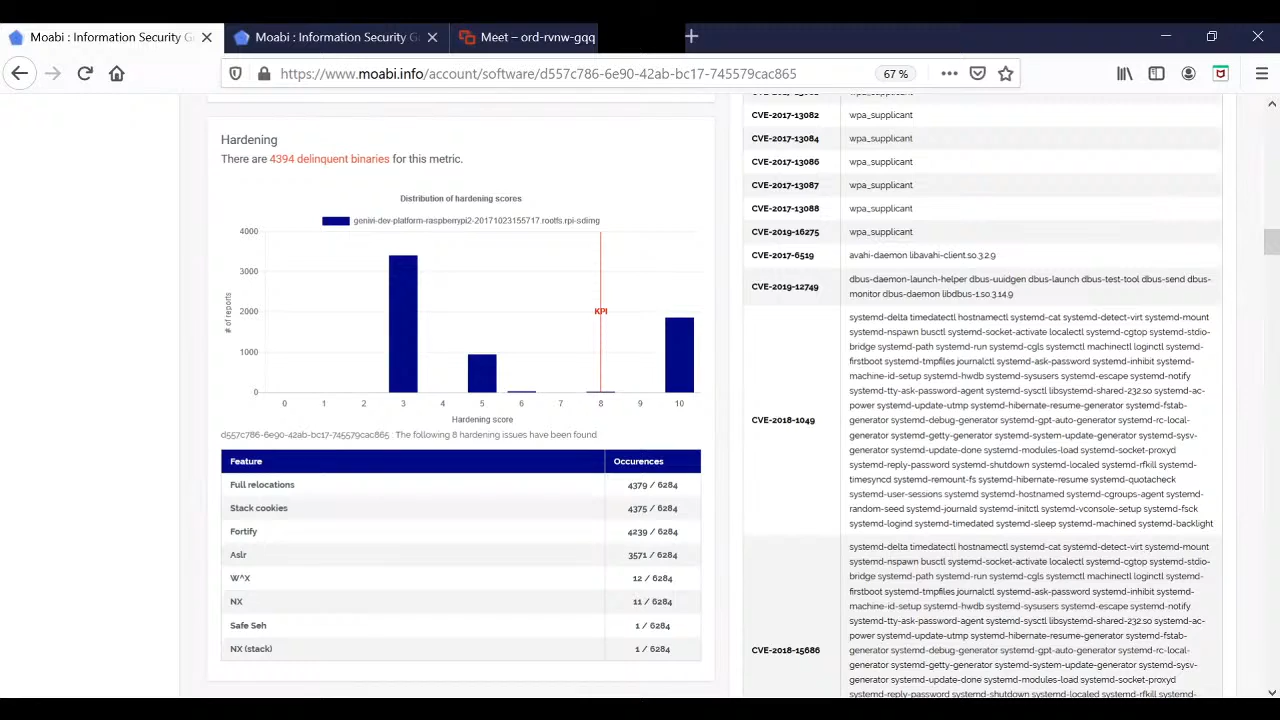 Moabi : Information Security G
Moabi : Information Security G
Meet – ord-rvnw-gqq
https://www.moabi.info/account/software/d557c786-6e90-42ab-bc17-745579cac865
67 %
Hardening
There are 4394 delinquent binaries for this metric.
Distribution of hardening scores
genivi-dev-platform-raspberrypi2-20171023155717.rootfs.rpi-sdimg
4000
3000
2000
1000
0
# of reports
KPI
0 1 2 3 4 5 6 7 8 9 10
Hardening score
d557c786-6e90-42ab-bc17-745579cac865 : The following 8 hardening issues have been found
Feature Occurences
Full relocations 4379 / 6284
Stack cookies 4375 / 6284
Fortify 4239 / 6284
Aslr 3571 / 6284
W^X 12 / 6284
NX 11 / 6284
Safe Seh 1 / 6284
NX (stack) 1 / 6284
wpa_supplicant
CVE-2017-13082 wpa_supplicant
CVE-2017-13084 wpa_supplicant
CVE-2017-13086 wpa_supplicant
CVE-2017-13087 wpa_supplicant
CVE-2017-13088 wpa_supplicant
CVE-2019-16275 wpa_supplicant
CVE-2017-6519 avahi-daemon libavahi-client.so.3.2.9
CVE-2019-12749
dbus-daemon-launch-helper dbus-uuidgen dbus-launch dbus-test-tool dbus-send dbus-
monitor dbus-daemon libdbus-1.so.3.14.9
CVE-2018-1049
systemd-delta timedatectl hostnamectl systemd-cat systemd-detect-virt systemd-mount
systemd-nspawn busctl systemd-socket-activate localectl systemd-cgtop systemd-stdio-
bridge systemd-path systemd-run systemd-cgls systemctl machinectl loginctl systemd-
firstboot systemd-tmpfiles journalctl systemd-ask-password systemd-inhibit systemd-
machine-id-setup systemd-hwdb systemd-sysusers systemd-escape systemd-notify
systemd-tty-ask-password-agent systemd-sysctl libsystemd-shared-232.so systemd-ac-
power systemd-update-utmp systemd-hibernate-resume-generator systemd-fstab-
generator systemd-debug-generator systemd-gpt-auto-generator systemd-rc-local-
generator systemd-getty-generator systemd-system-update-generator systemd-sysv-
generator systemd-update-done systemd-modules-load systemd-socket-proxyd
systemd-reply-password systemd-shutdown systemd-localed systemd-rfkill systemd-
timesyncd systemd-remount-fs systemd-hibernate-resume systemd-quotacheck
systemd-user-sessions systemd systemd-hostnamed systemd-cgroups-agent systemd-
random-seed systemd-journald systemd-initctl systemd-vconsole-setup systemd-fsck
systemd-logind systemd-timedated systemd-sleep systemd-machined systemd-backlight
CVE-2018-15686
systemd-delta timedatectl hostnamectl systemd-cat systemd-detect-virt systemd-mount
systemd-nspawn busctl systemd-socket-activate localectl systemd-cgtop systemd-stdio-
bridge systemd-path systemd-run systemd-cgls systemctl machinectl loginctl systemd-
firstboot systemd-tmpfiles journalctl systemd-ask-password systemd-inhibit systemd-
machine-id-setup systemd-hwdb systemd-sysusers systemd-escape systemd-notify
systemd-tty-ask-password-agent systemd-sysctl libsystemd-shared-232.so systemd-ac-
power systemd-update-utmp systemd-hibernate-resume-generator systemd-fstab-
generator systemd-debug-generator systemd-gpt-auto-generator systemd-rc-local-
generator systemd-getty-generator systemd-system-update-generator systemd-sysv-
generator systemd-update-done systemd-modules-load systemd-socket-proxyd
systemd-reply-password systemd-shutdown systemd-localed systemd-rfkill systemd-